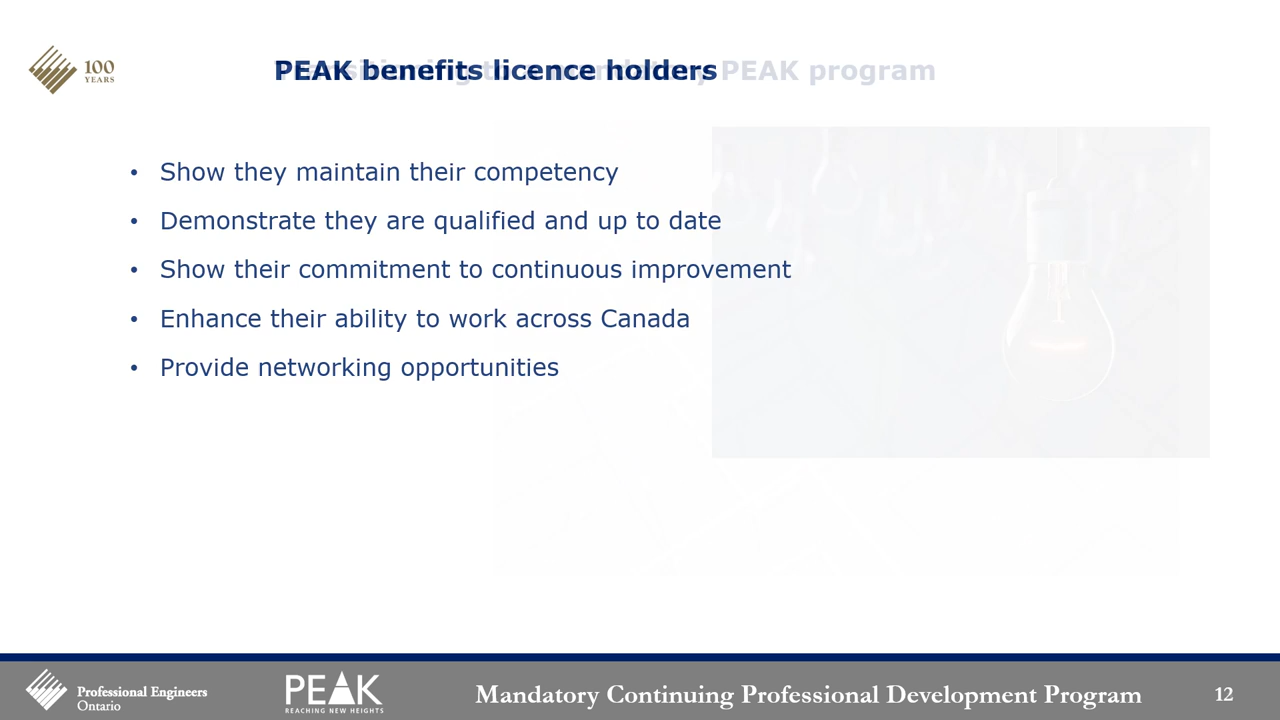 100
YEARS
PEAK benefits licence holders
PEAK program
• Show they maintain their competency
• Demonstrate they are qualified and up to date
• Show their commitment to continuous improvement
• Enhance their ability to work across Canada
• Provide networking opportunities
Professional Engineers
Ontario
PEAK
REACHING NEW HEIGHTS
Mandatory Continuing Professional Development Program
12